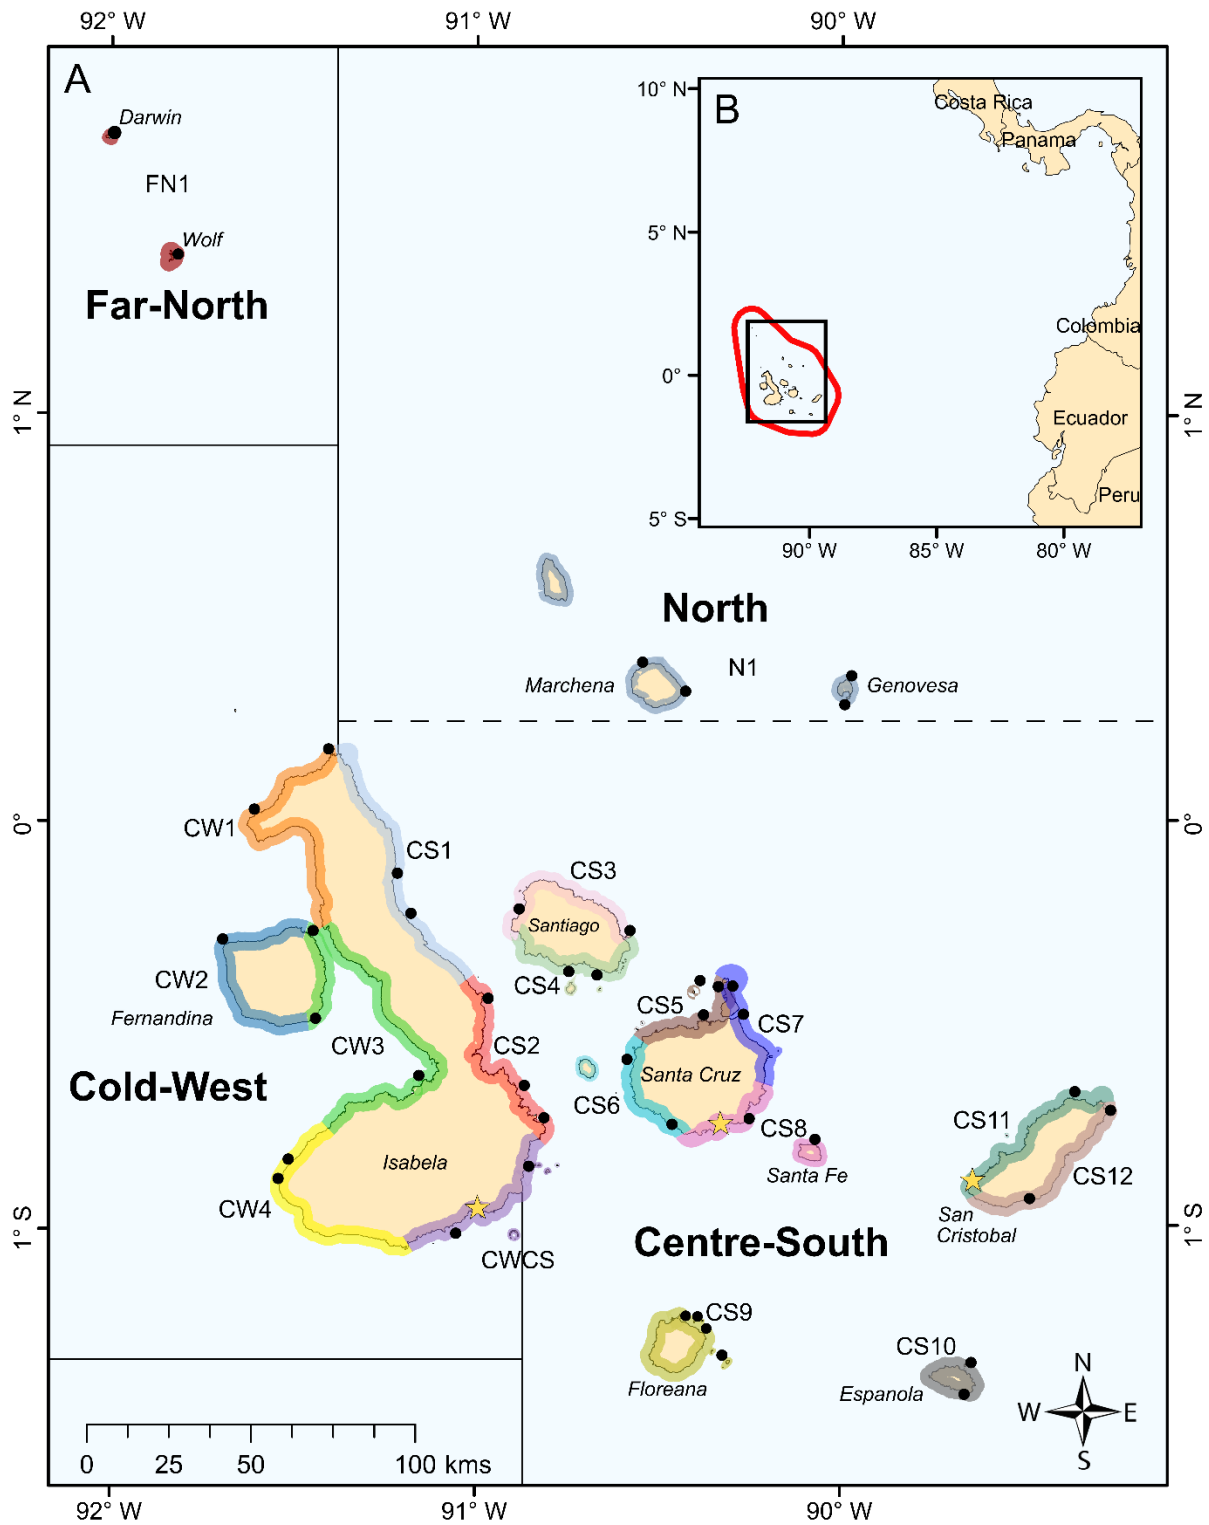 92° W
91° W
90° W
A
Darwin
FN1
Wolf
Far-North
1° N
B
10° N
5° N
0°
5° S
Costa Rica
Panama
Colombia
Ecuador
Peru
90° W
85° W
80° W
1° N
North
N1
Marchena
Genovesa
0°
CW1
CS1
CS3
Santiago
0°
CW2
Fernandina
CS4
CS5
CS7
CW3
CS2
Santa Cruz
Cold-West
CS6
CS8
CS11
Isabela
Santa Fe
CS12
CW4
San
Cristobal
1° S
Centre-South
1° S
CWCS
CS9
CS10
Floreana
Espanola
N
W
E
S
0
25
50
100 kms
92° W
91° W
90° W